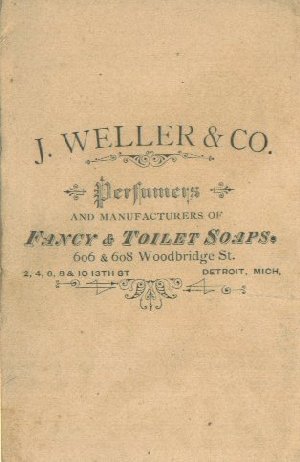 J. WELLER & CO.
Perfumers
AND MANUFACTURERS OF
FANCY & TOILET SOAPS.
606 & 608 Woodbridge St.
2, 4, 6, 8 & 10 13TH ST DETROIT, MICH,